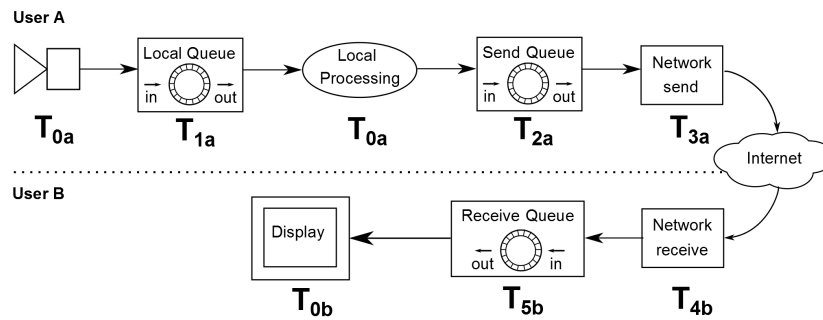 User A
Local Queue
in
out
Local
Processing
Send Queue
in
out
Network
send
T0a
T1a
T0a
T2a
T3a
Internet
User B
Display
Receive Queue
out
in
Network
receive
T0b
T5b
T4b